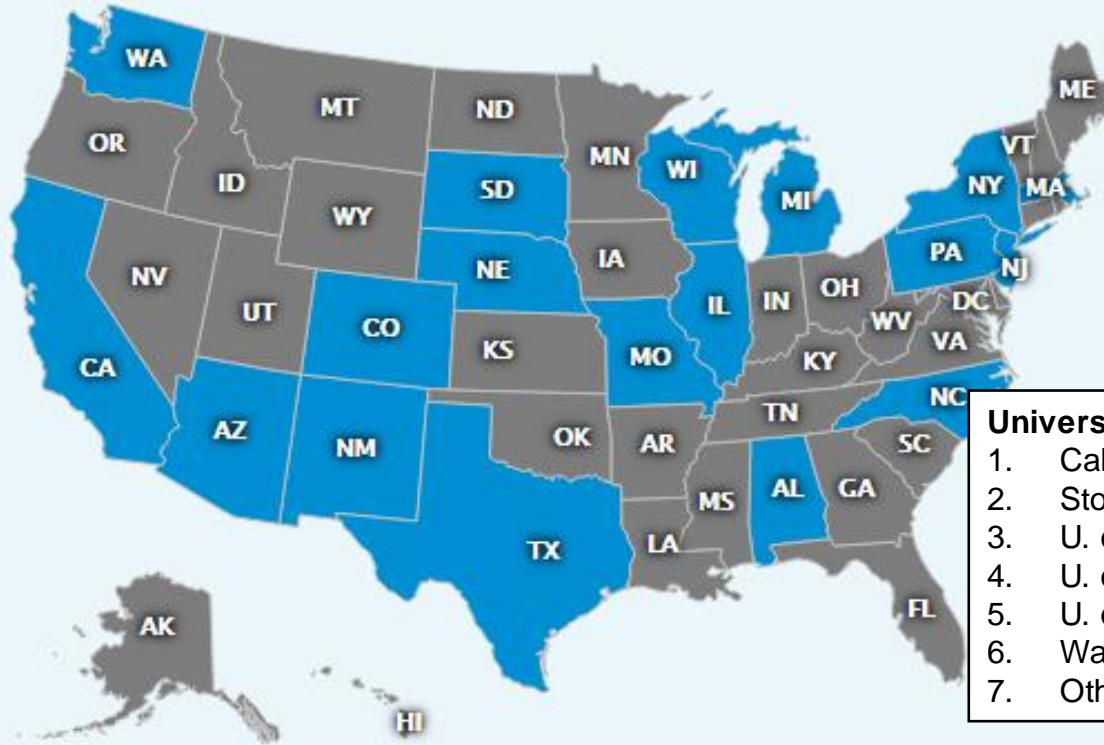 WA
MT
ND
ME
OR
MN
VT
ID
SD
WI
NY
MA
WY
MI
IA
PA
NE
NV
OH
NJ
UT
IL
IN
DC
CO
WV
KS
MO
VA
CA
KY
NC
TN
AZ
OK
AR
NM
SC
MS
AL
GA
TX
LA
FL
AK
HI
Univers
1. Cal
2. Sto
3. U. 
4. U. 
5. U. 
6. Wa
7. Oth